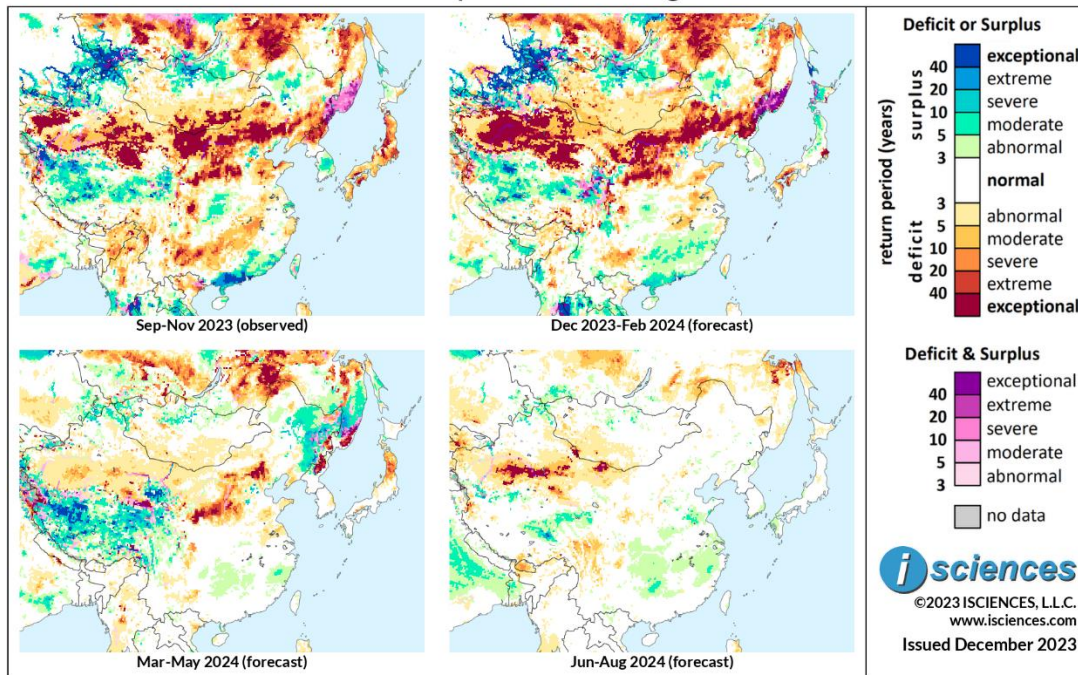 Sep-Nov 2023 (observed)
Dec 2023-Feb 2024 (forecast)
Mar-May 2024 (forecast)
Jun-Aug 2024 (forecast)
Deficit or Surplus
return period (years)
surplus
deficit
exceptional
40
extreme
20
severe
10
moderate
5
abnormal
3
normal
3
abnormal
5
moderate
10
severe
20
extreme
40
exceptional
Deficit & Surplus
exceptional
40
extreme
20
severe
10
moderate
5
abnormal
3
no data
i sciences
©2023 ISCIENCES, L.L.C.
www.isciences.com
Issued December 2023